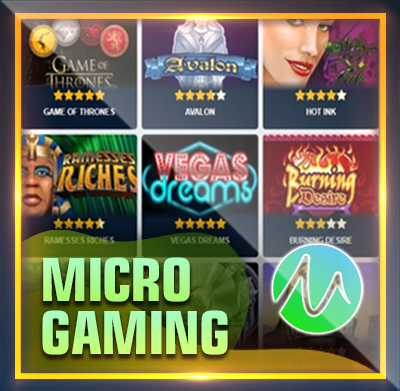 GAME OF
THRONES
Avalon
GAME OF THRONES
AVALON
HOT INK
RAMESSES
RICHES
VEGAS
dreams
Burning
Desire
RAMESSES RICHES
VEGAS DREAMS
BURNING DESIRE
MICRO
GAMING